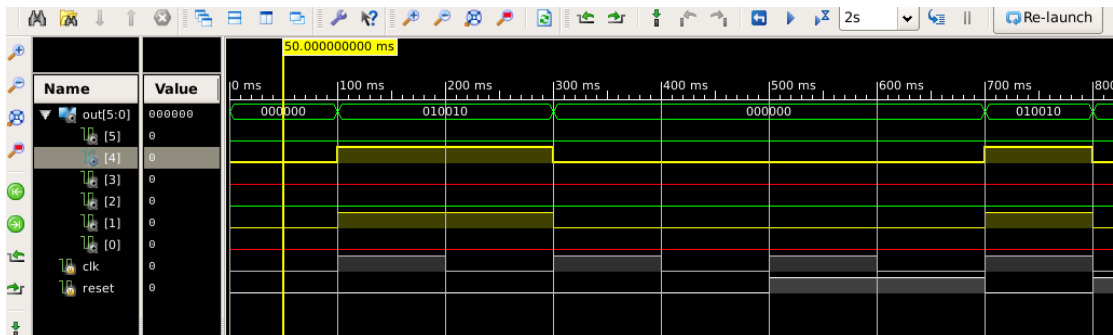 2s Re-launch
50.000000000 ms
Name Value 0 ms 100 ms 200 ms 300 ms 400 ms 500 ms 600 ms 700 ms 800
out[5:0] 000000 000000 010010 000000 010010
[5] 0
[4] 0
[3] 0
[2] 0
[1] 0
[0] 0
clk 0
reset 0